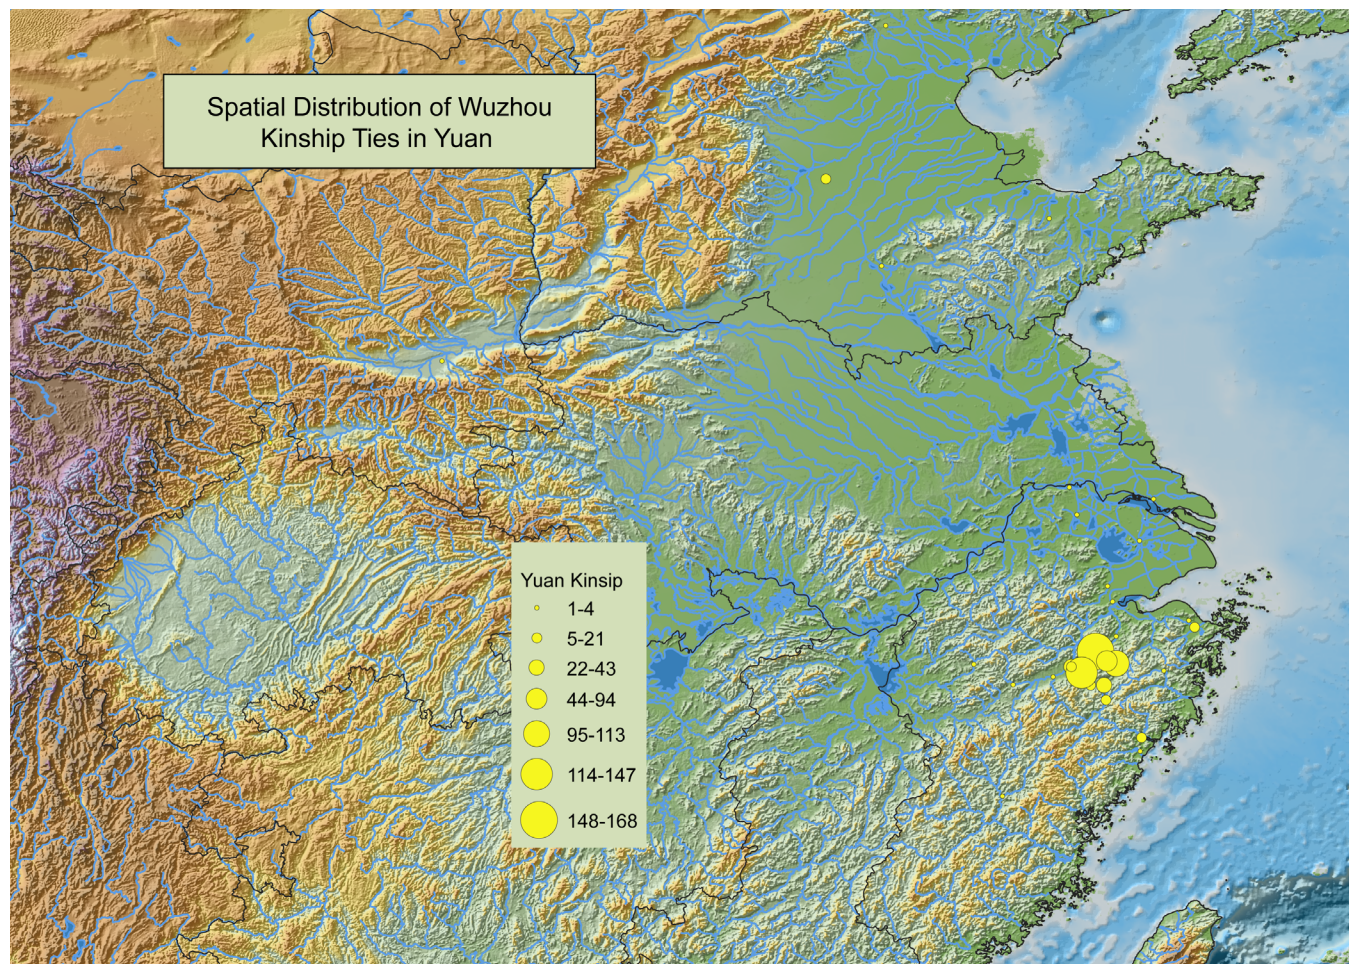 Spatial Distribution of Wuzhou
Kinship Ties in Yuan
Yuan Kinsip
1-4
5-21
22-43
44-94
95-113
114-147
148-168